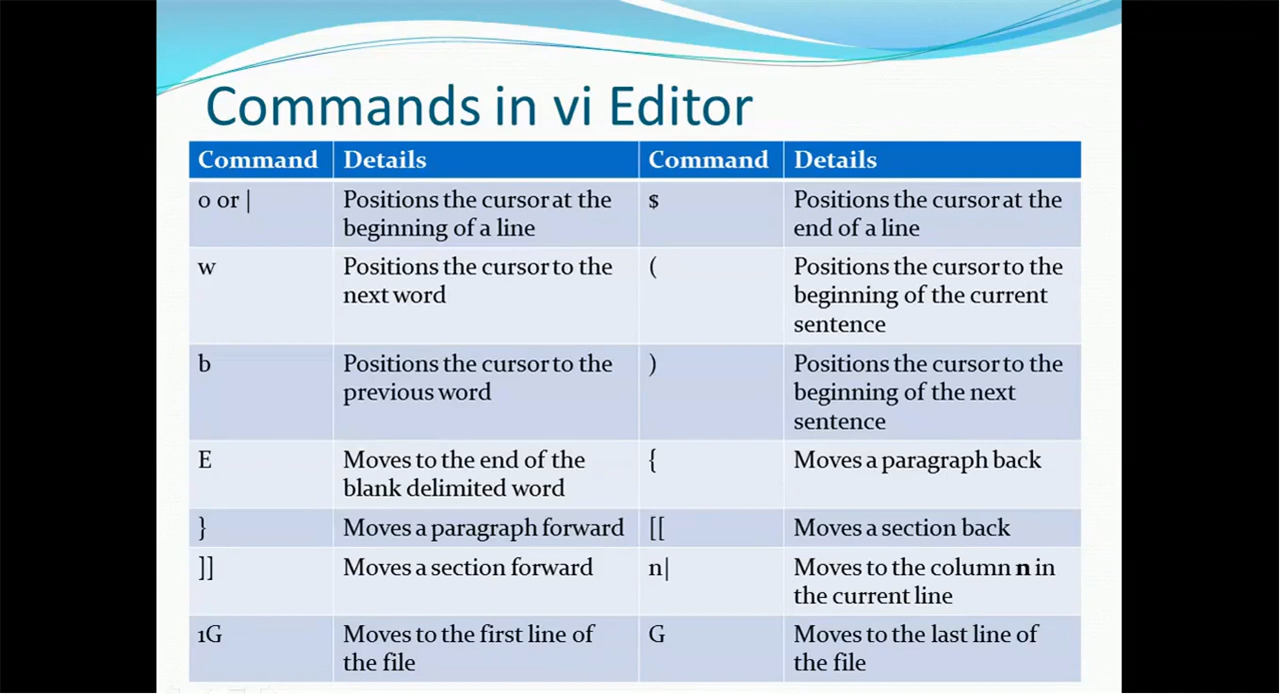 Commands in vi Editor
Command Details Command Details
0 or | Positions the cursor at the beginning of a line $ Positions the cursor at the end of a line
w Positions the cursor to the next word ( Positions the cursor to the beginning of the current sentence
b Positions the cursor to the previous word ) Positions the cursor to the beginning of the next sentence
E Moves to the end of the blank delimited word { Moves a paragraph back
} Moves a paragraph forward [[ Moves a section back
]] Moves a section forward n| Moves to the column n in the current line
1G Moves to the first line of the file G Moves to the last line of the file